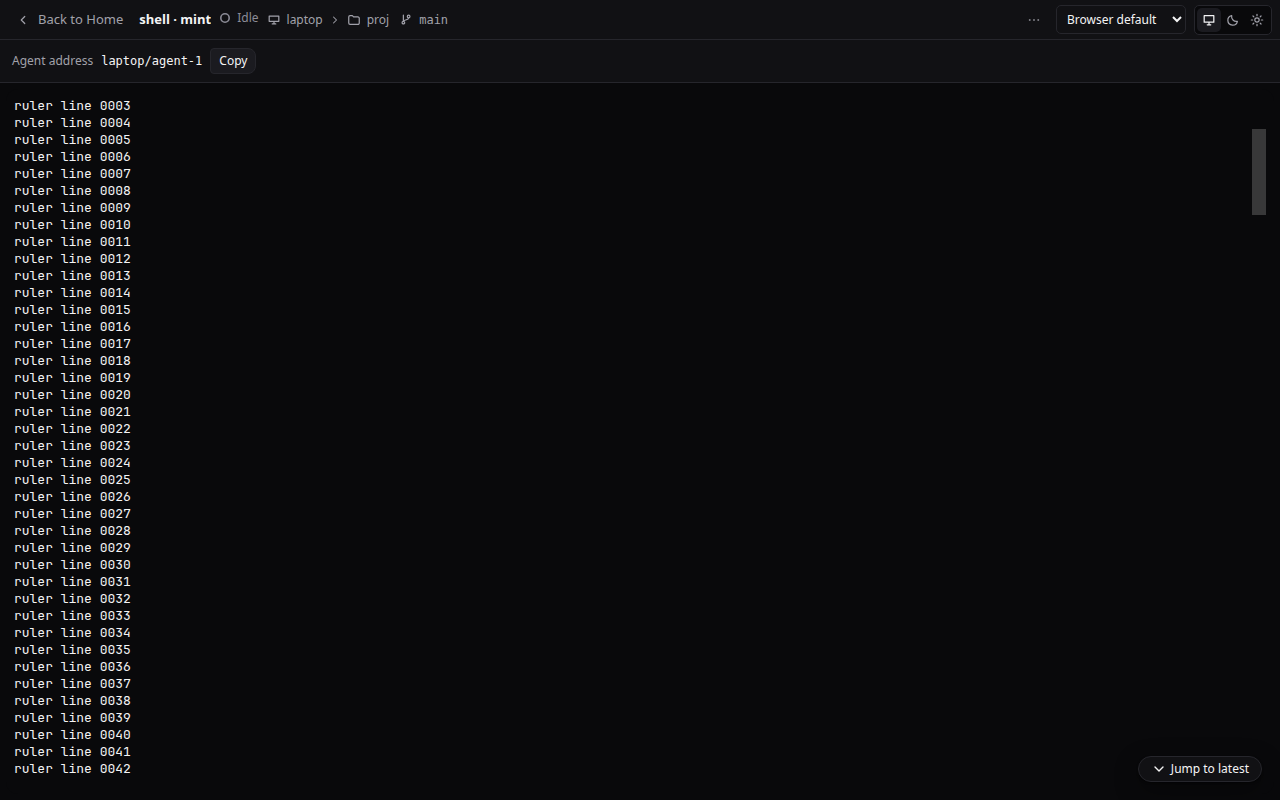 Back to Home shell · mint Idle laptop proj main ... Browser default
Agent address laptop/agent-1 Copy
ruler line 0003
ruler line 0004
ruler line 0005
ruler line 0006
ruler line 0007
ruler line 0008
ruler line 0009
ruler line 0010
ruler line 0011
ruler line 0012
ruler line 0013
ruler line 0014
ruler line 0015
ruler line 0016
ruler line 0017
ruler line 0018
ruler line 0019
ruler line 0020
ruler line 0021
ruler line 0022
ruler line 0023
ruler line 0024
ruler line 0025
ruler line 0026
ruler line 0027
ruler line 0028
ruler line 0029
ruler line 0030
ruler line 0031
ruler line 0032
ruler line 0033
ruler line 0034
ruler line 0035
ruler line 0036
ruler line 0037
ruler line 0038
ruler line 0039
ruler line 0040
ruler line 0041
ruler line 0042
Jump to latest